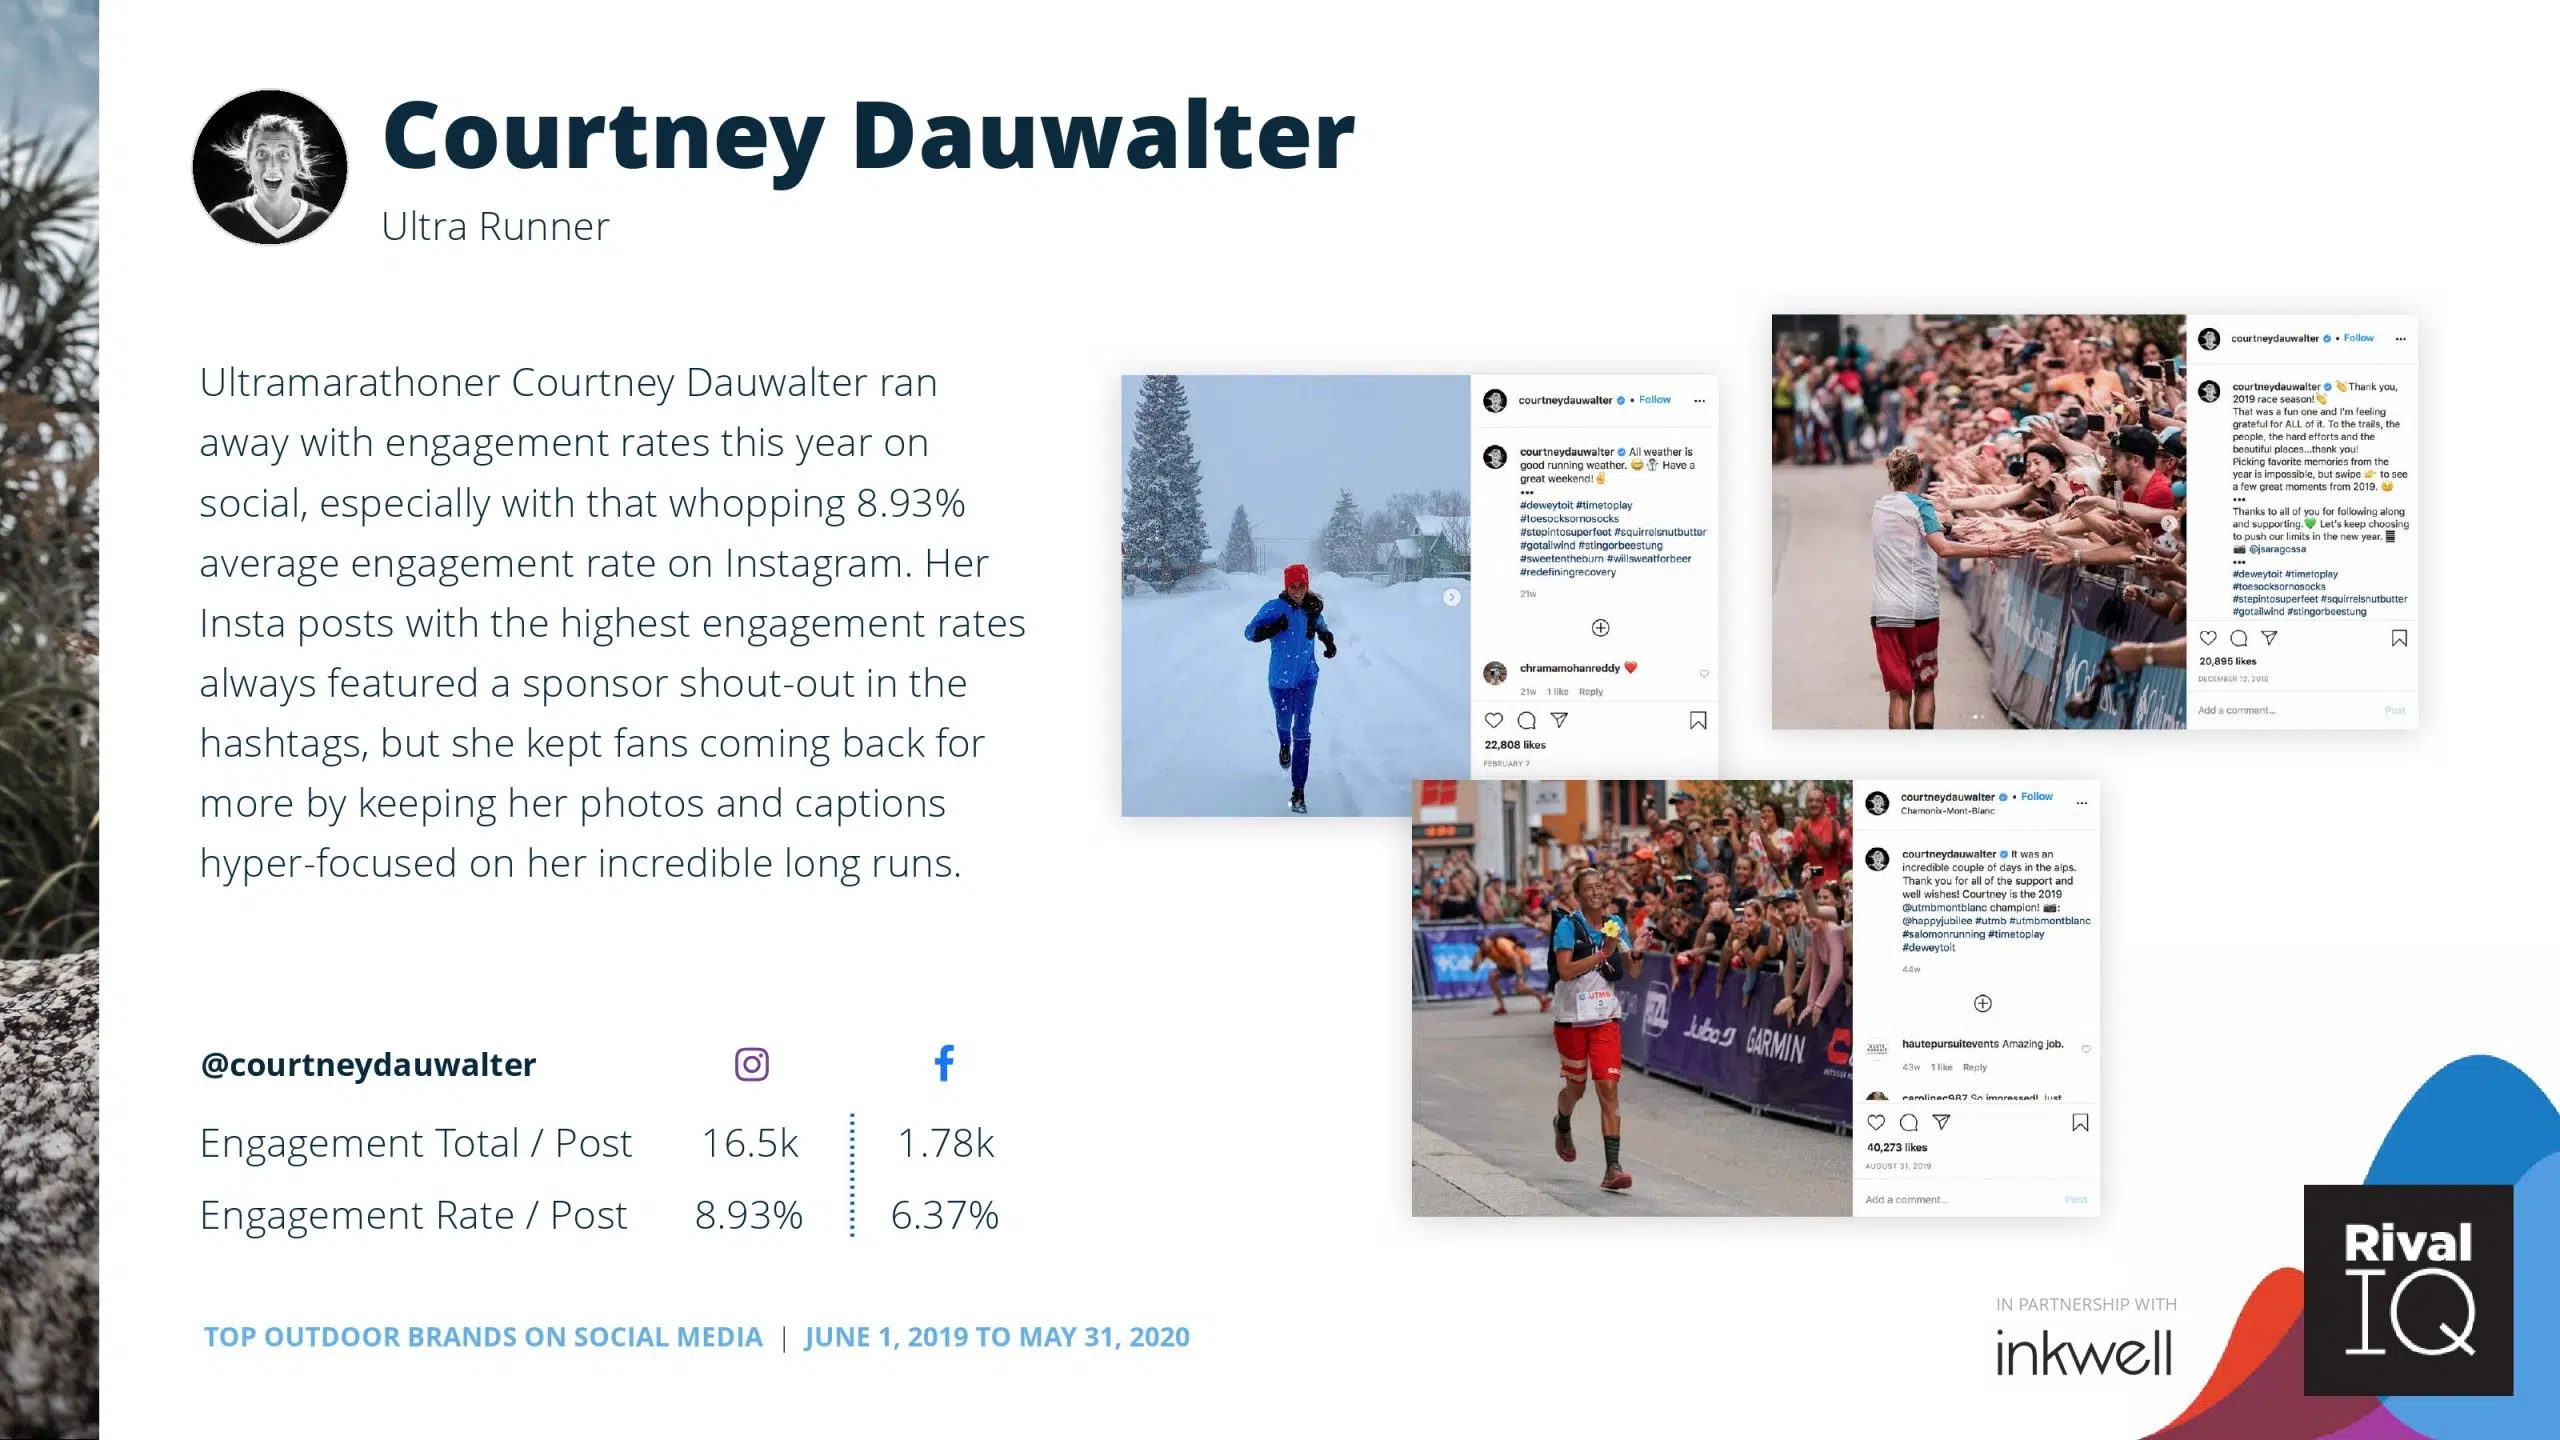 Courtney Dauwalter
Ultra Runner
Ultramarathoner Courtney Dauwalter ran
away with engagement rates this year on
social, especially with that whopping 8.93%
average engagement rate on Instagram. Her
Insta posts with the highest engagement rates
always featured a sponsor shout-out in the
hashtags, but she kept fans coming back for
more by keeping her photos and captions
hyper-focused on her incredible long runs.
@courtneydauwalter
Engagement Total / Post 16.5k 1.78k
Engagement Rate / Post 8.93% 6.37%
TOP OUTDOOR BRANDS ON SOCIAL MEDIA | JUNE 1, 2019 TO MAY 31, 2020
courtneydauwalter • Follow
courtneydauwalter All weather is
good running weather. 😅☃️ Have a
great weekend!✌️
•••
#deweytoit #timetoplay
#toesocksornosocks
#stepintosuperfeet #squirrelsnutbutter
#gotailwind #stingorbeestung
#sweetentheburn #willsweatforbeer
#redefiningrecovery
21w
chramamohanreddy ❤️
21w 1 like Reply
22,808 likes
FEBRUARY 7
courtneydauwalter • Follow
courtneydauwalter 👏Thank you,
2019 race season!👏
That was a fun one and I'm feeling
grateful for ALL of it. To the trails, the
people, the hard efforts and the
beautiful places...thank you!
Picking favorite memories from the
year is impossible, but swipe 👉 to see
a few great moments from 2019. 😆
•••
Thanks to all of you for following along
and supporting.💚 Let's keep choosing
to push our limits in the new year.
📷 @jsaragossa
•••
#deweytoit #timetoplay
#toesocksornosocks
#stepintosuperfeet #squirrelsnutbutter
#gotailwind #stingorbeestung
20,895 likes
DECEMBER 12, 2019
Add a comment... Post
courtneydauwalter • Follow
Chamonix-Mont-Blanc
courtneydauwalter It was an
incredible couple of days in the alps.
Thank you for all of the support and
well wishes! Courtney is the 2019
@utmbmontblanc champion! 📷:
@happyjubilee #utmb #utmbmontblanc
#salomonrunning #timetoplay
#deweytoit
44w
hautepursuitevents Amazing job.
43w 1 like Reply
carolinec987 So impressed! Just
40,273 likes
AUGUST 31, 2019
Add a comment... Post
UTMB
Julbo
GARMIN
IN PARTNERSHIP WITH
inkwell
Rival
IQ